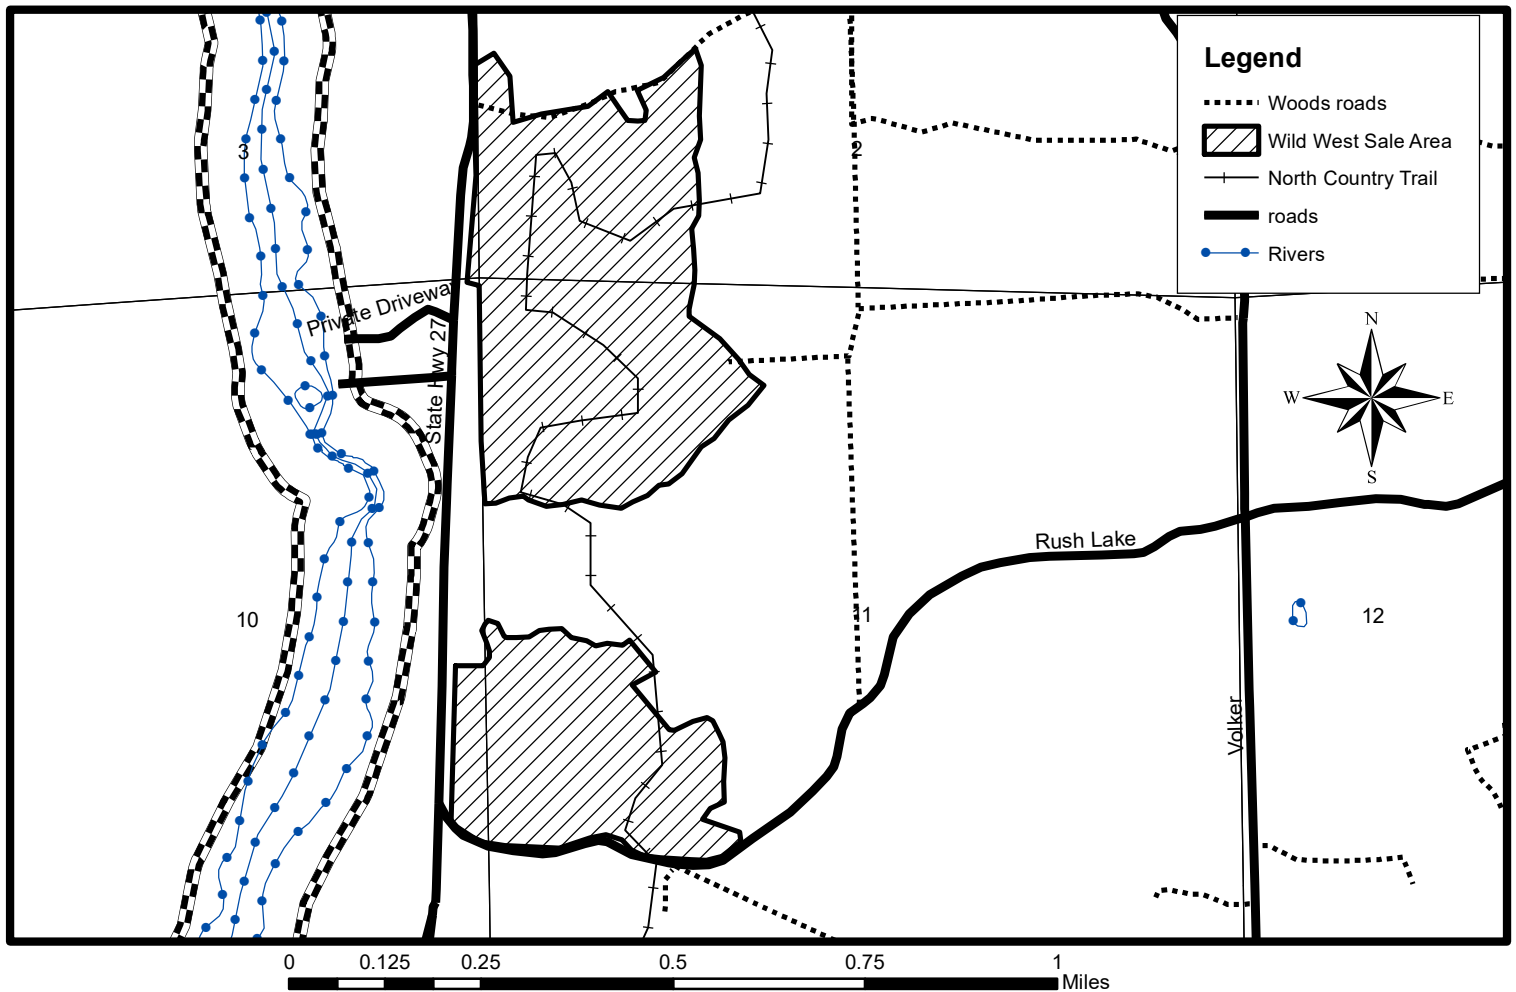 Legend
Woods roads
Wild West Sale Area
North Country Trail
roads
Rivers
3
2
Private Driveway
State Hwy 27
N
W
E
S
Rush Lake
10
11
12
Volker
0 0.125 0.25 0.5 0.75 1
Miles